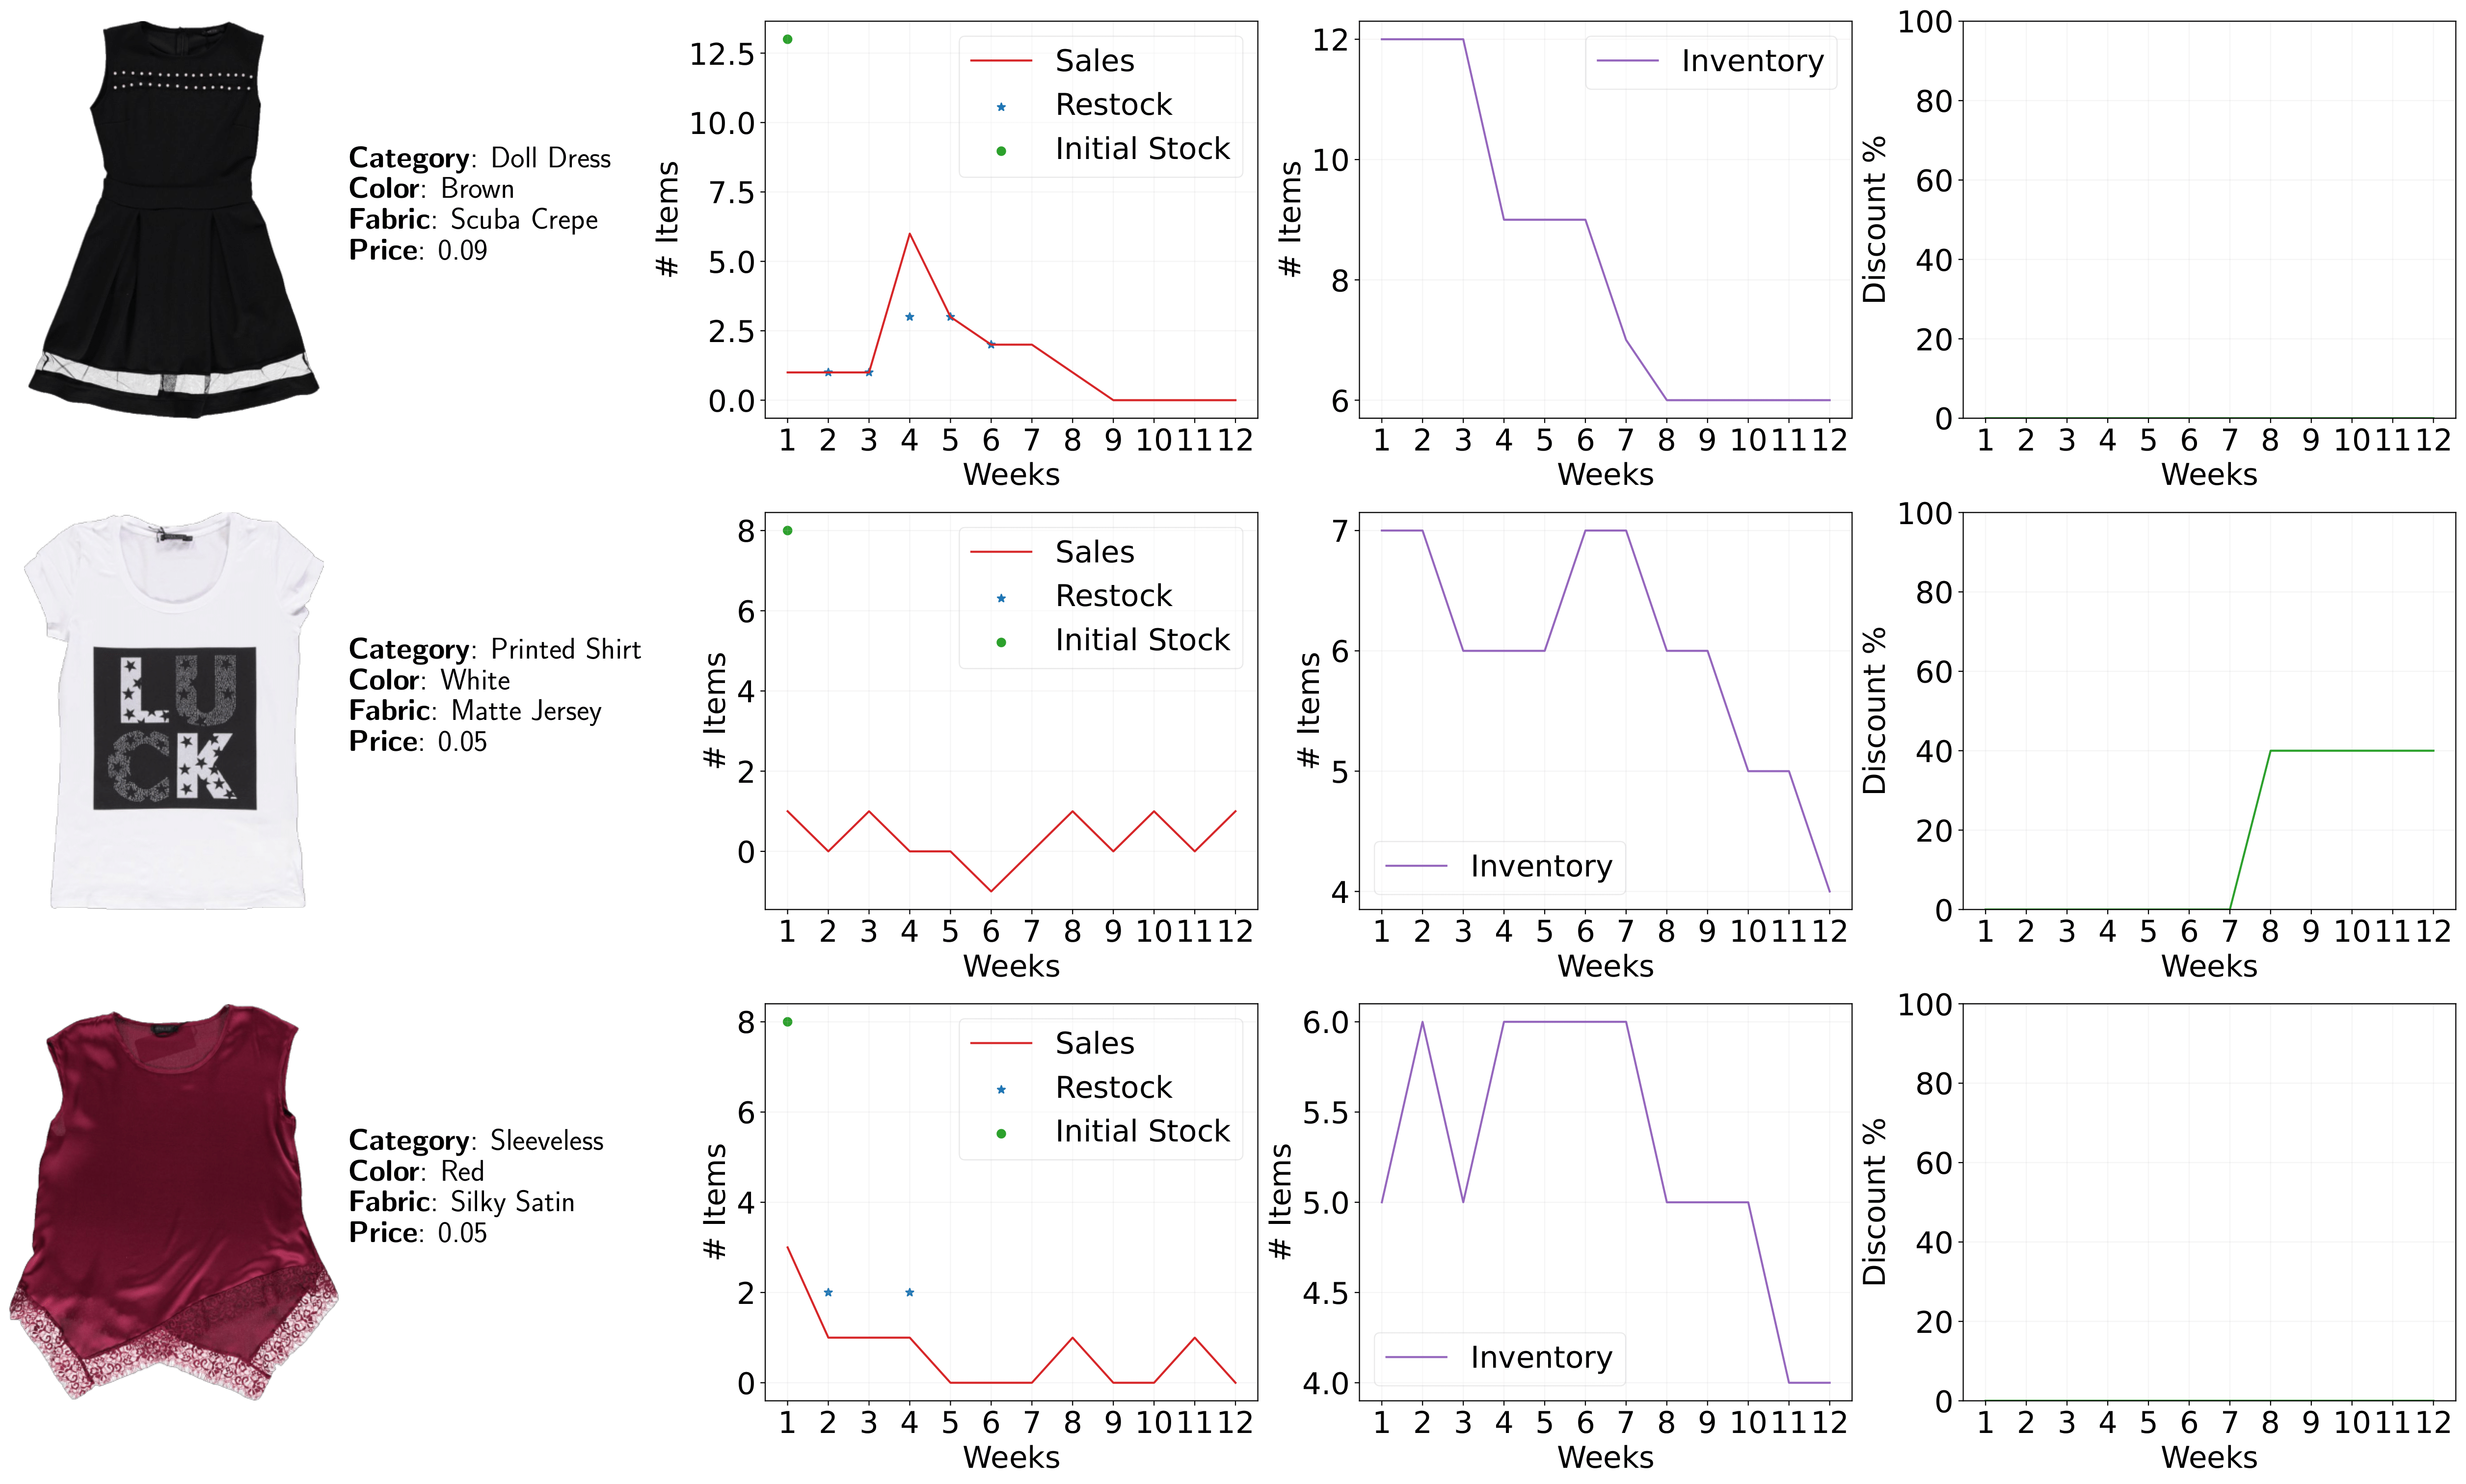 Category: Doll Dress
Color: Brown
Fabric: Scuba Crepe
Price: 0.09
# Items
12.5
10.0
7.5
5.0
2.5
0.0
Sales
Restock
Initial Stock
1 2 3 4 5 6 7 8 9 10 11 12
Weeks
# Items
12
10
8
6
Inventory
1 2 3 4 5 6 7 8 9 10 11 12
Weeks
Discount %
100
80
60
40
20
0
1 2 3 4 5 6 7 8 9 10 11 12
Weeks
LU
CK
Category: Printed Shirt
Color: White
Fabric: Matte Jersey
Price: 0.05
# Items
8
6
4
2
0
Sales
Restock
Initial Stock
1 2 3 4 5 6 7 8 9 10 11 12
Weeks
# Items
7
6
5
4
Inventory
1 2 3 4 5 6 7 8 9 10 11 12
Weeks
Discount %
100
80
60
40
20
0
1 2 3 4 5 6 7 8 9 10 11 12
Weeks
Category: Sleeveless
Color: Red
Fabric: Silky Satin
Price: 0.05
# Items
8
6
4
2
0
Sales
Restock
Initial Stock
1 2 3 4 5 6 7 8 9 10 11 12
Weeks
# Items
6.0
5.5
5.0
4.5
4.0
Inventory
1 2 3 4 5 6 7 8 9 10 11 12
Weeks
Discount %
100
80
60
40
20
0
1 2 3 4 5 6 7 8 9 10 11 12
Weeks